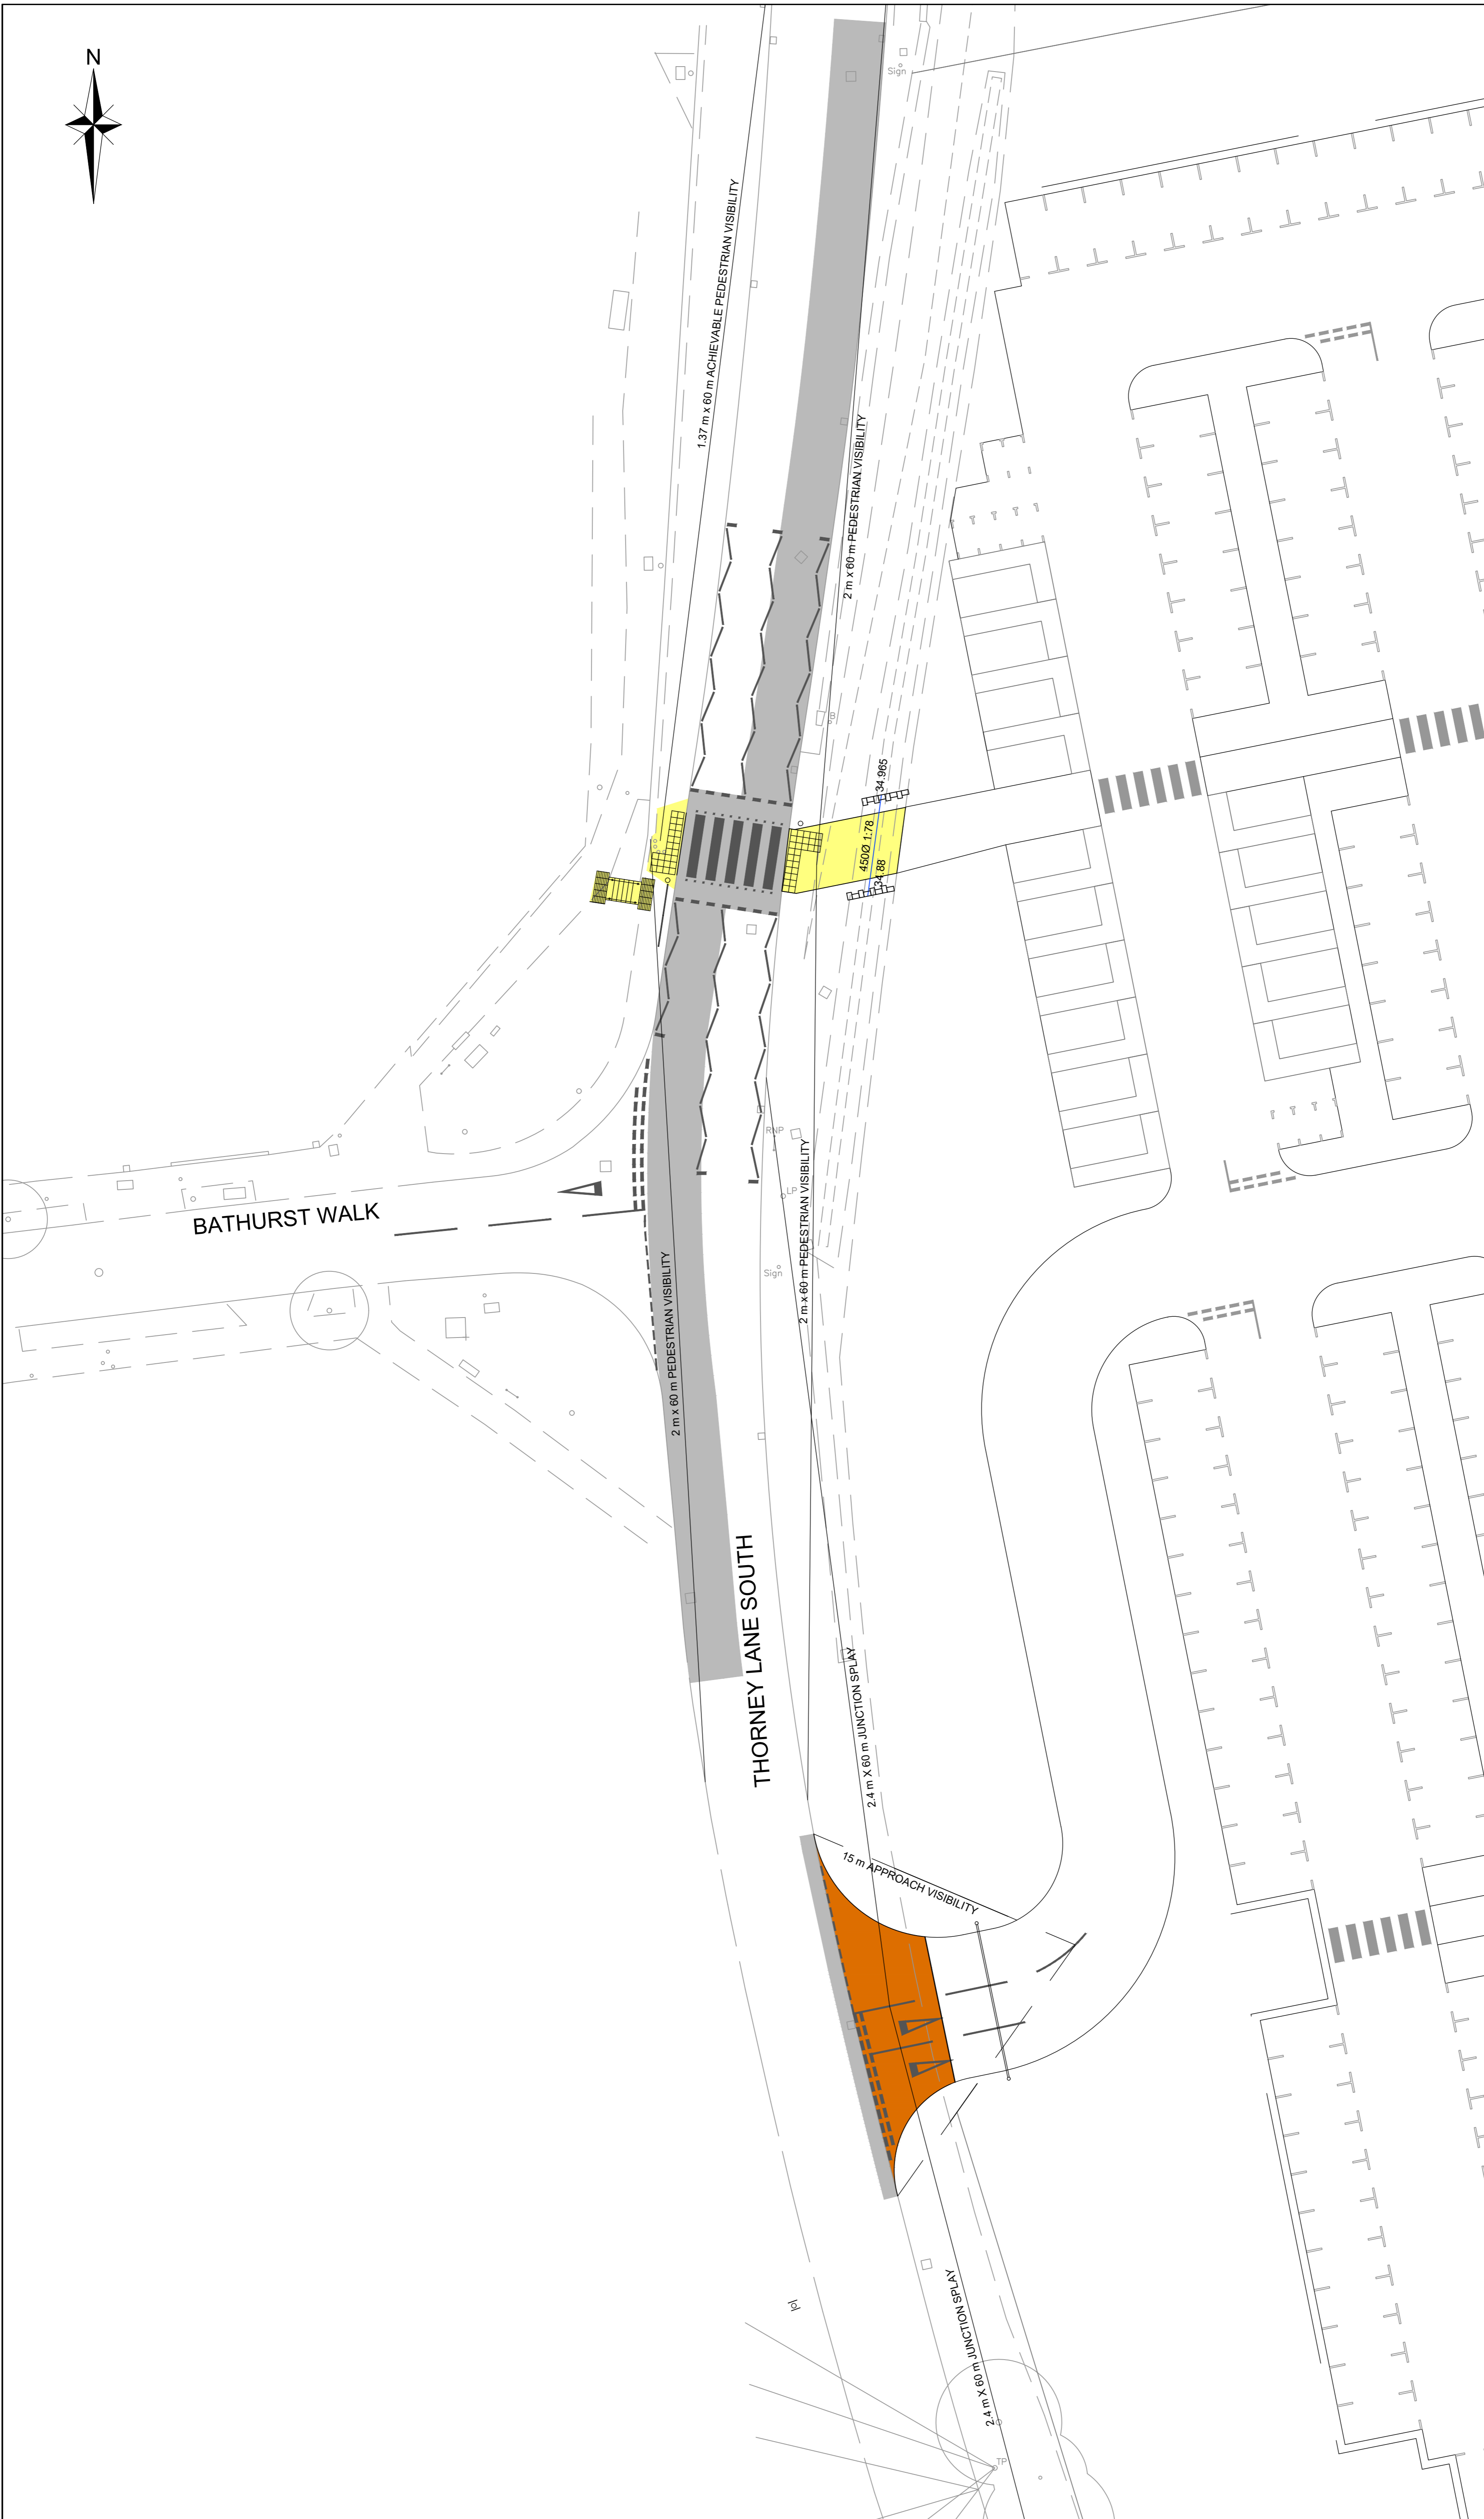 N
Sign
1.37 m x 60 m ACHIEVABLE PEDESTRIAN VISIBILITY
2 m x 60 m PEDESTRIAN VISIBILITY
B
34.965
450Ø 1:78
34.88
RNP
LP
BATHURST WALK
2 m x 60 m PEDESTRIAN VISIBILITY
Sign
2 m x 60 m PEDESTRIAN VISIBILITY
THORNEY LANE SOUTH
2.4 m X 60 m JUNCTION SPLAY
15 m APPROACH VISIBILITY
2.4 m X 60 m JUNCTION SPLAY
TP